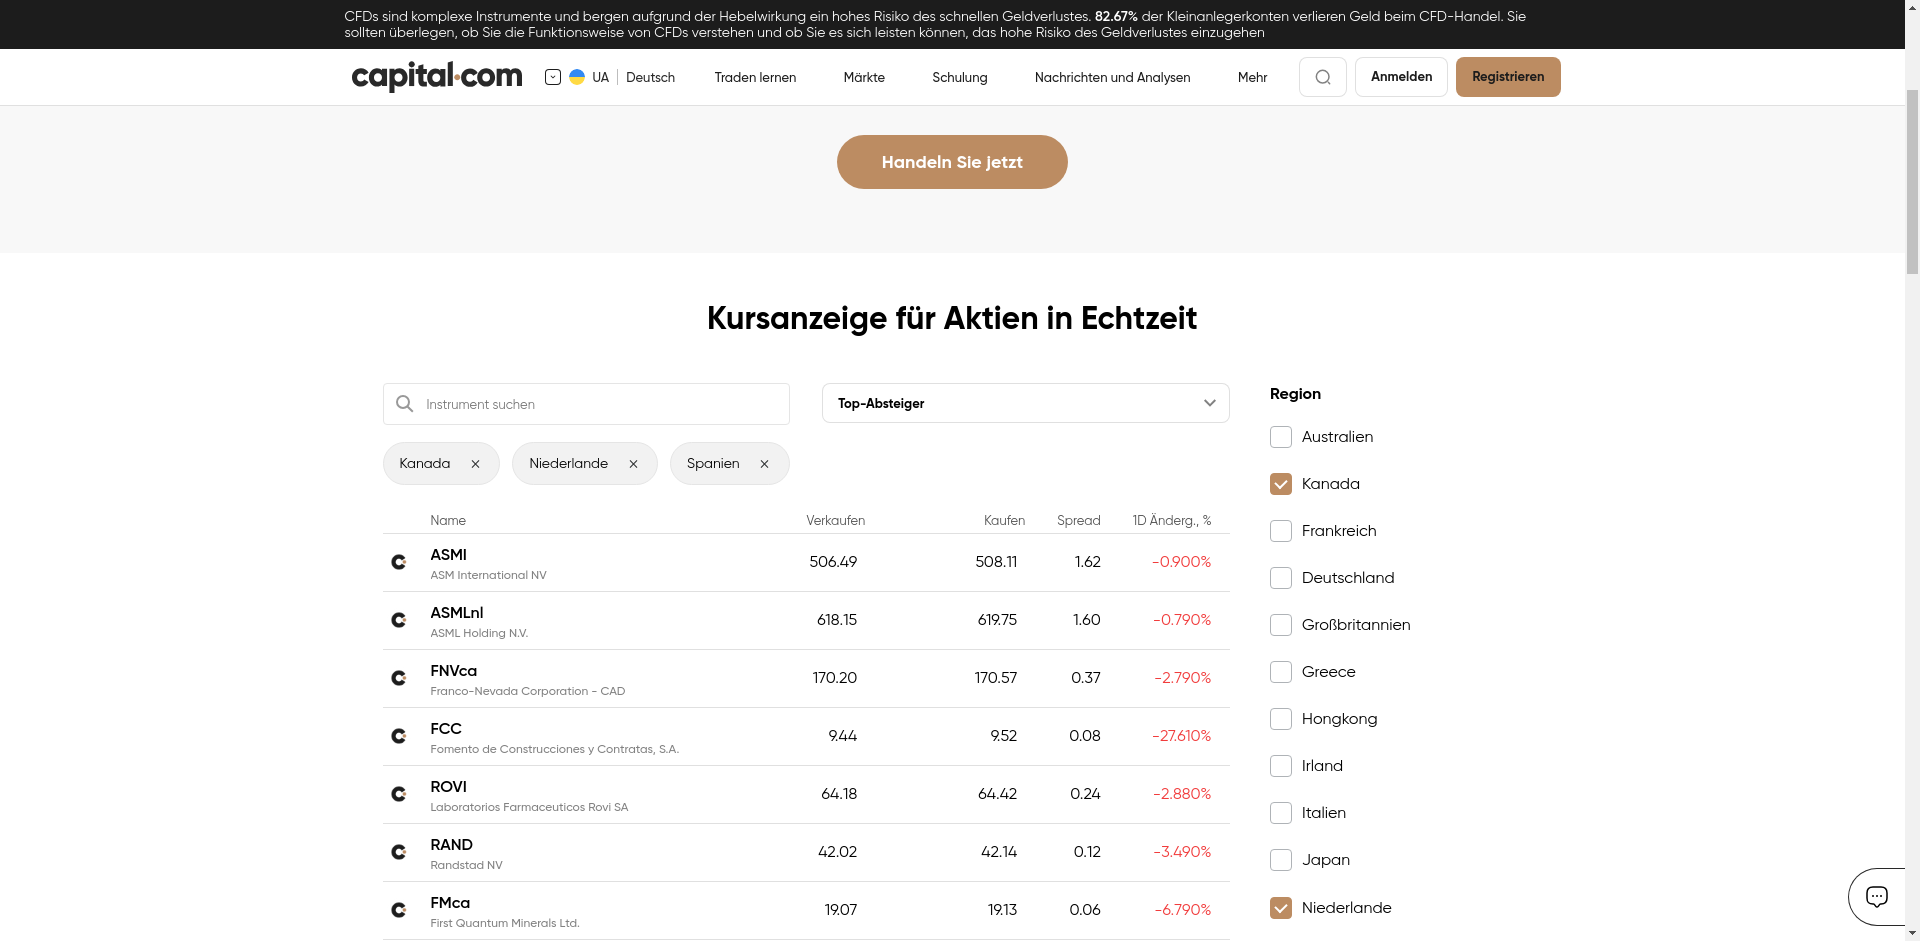 CFDs sind komplexe Instrumente und bergen aufgrund der Hebelwirkung ein hohes Risiko des schnellen Geldverlustes. 82.67% der Kleinanlegerkonten verlieren Geld beim CFD-Handel. Sie
sollten überlegen, ob Sie die Funktionsweise von CFDs verstehen und ob Sie es sich leisten können, das hohe Risiko des Geldverlustes einzugehen
capital.com UA Deutsch Traden lernen Märkte Schulung Nachrichten und Analysen Mehr Anmelden Registrieren
Handeln Sie jetzt
Kursanzeige für Aktien in Echtzeit
Instrument suchen
Top-Absteiger
Kanada Niederlande Spanien
Name Verkaufen Kaufen Spread 1D Änderg., %
ASMI 506.49 508.11 1.62 -0.900%
ASM International NV
ASMLnl 618.15 619.75 1.60 -0.790%
ASML Holding N.V.
FNVca 170.20 170.57 0.37 -2.790%
Franco-Nevada Corporation - CAD
FCC 9.44 9.52 0.08 -27.610%
Fomento de Construcciones y Contratas, S.A.
ROVI 64.18 64.42 0.24 -2.880%
Laboratorios Farmaceuticos Rovi SA
RAND 42.02 42.14 0.12 -3.490%
Randstad NV
FMca 19.07 19.13 0.06 -6.790%
First Quantum Minerals Ltd.
Region
Australien
Kanada
Frankreich
Deutschland
Großbritannien
Greece
Hongkong
Irland
Italien
Japan
Niederlande